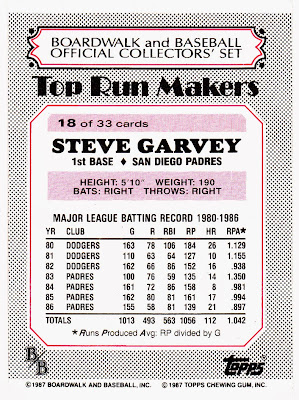 BOARDWALK and BASEBALL
OFFICIAL COLLECTORS' SET
Top Run Makers
18 of 33 cards
STEVE GARVEY
1st BASE ♦ SAN DIEGO PADRES
HEIGHT: 5'10" WEIGHT: 190
BATS: RIGHT THROWS: RIGHT
MAJOR LEAGUE BATTING RECORD 1980-1986
YR CLUB G R RBI RP HR RPA*
80 DODGERS 163 78 106 184 26 1.129
81 DODGERS 110 63 64 127 10 1.155
82 DODGERS 162 66 86 152 16 .938
83 PADRES 100 76 59 135 14 1.350
84 PADRES 161 72 86 158 8 .981
85 PADRES 162 80 81 161 17 .994
86 PADRES 155 58 81 139 21 .897
TOTALS 1013 493 563 1056 112 1.042
*Runs Produced Avg: RP divided by G
B/B
TOPPS
©1987 BOARDWALK AND BASEBALL, INC. ©1987 TOPPS CHEWING GUM, INC.